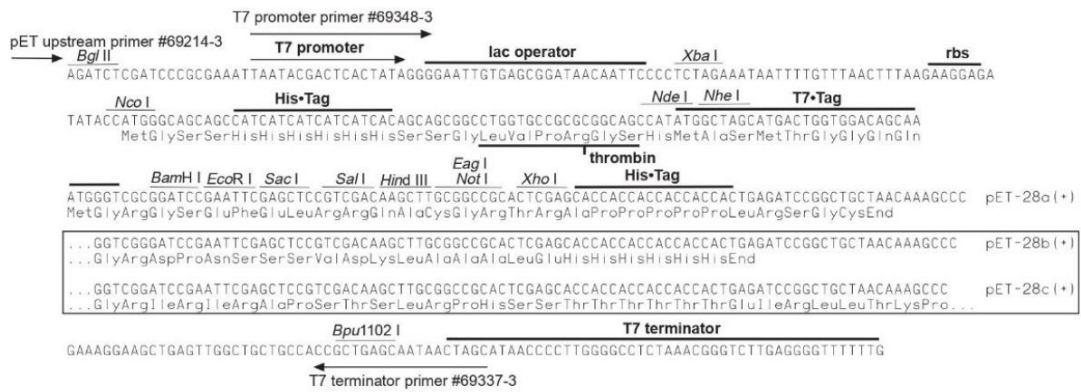 T7 promoter primer #69348-3
pET upstream primer #69214-3
Bgl II
T7 promoter
lac operator
Xba I
rbs
AGATCTCGATCCCGCGAAATTAATACGACTCACTATAGGGGAATTGTGAGCGGATAACAATTCCCCTCTAGAAATAATTTTGTTTAACTTTAAGAAGGAGA
Nco I
His•Tag
Nde I
Nhe I
T7•Tag
TATACCATGGGCAGCAGCCATCATCATCATCATCACAGCAGCGGCCTGGTGCCGCGCGGCAGCCATATGGCTAGCATGACTGGTGGACAGCAA
MetGlySerSerHisHisHisHisHisHisSerSerGlyLeuValProArgGlySerHisMetAlaSerMetThrGlyGlyGlnGln
thrombin
BamH I
EcoR I
Sac I
Sal I
Hind III
Eag I
Not I
Xho I
His•Tag
ATGGGTCGCGGATCCGAATTCGAGCTCCGTCGACAAGCTTGCGGCCGCACTCGAGCACCACCACCACCACCACTGAGATCCGGCTGCTAACAAAGCCC pET-28a(+)
MetGlyArgGlySerGluPheGluLeuArgArgGlnAlaCysGlyArgThrArgAlaProProProProProLeuArgSerGlyCysEnd
...GGTCGGGATCCGAATTCGAGCTCCGTCGACAAGCTTGCGGCCGCACTCGAGCACCACCACCACCACCACTGAGATCCGGCTGCTAACAAAGCCC pET-28b(+)
...GlyArgAspProAsnSerSerSerValAspLysLeuAlaAlaAlaLeuGluHisHisHisHisHisHisEnd
...GGTCGGATCCGAATTCGAGCTCCGTCGACAAGCTTGCGGCCGCACTCGAGCACCACCACCACCACCACTGAGATCCGGCTGCTAACAAAGCCC pET-28c(+)
...GlyArgIleArgIleArgAlaProSerThrSerLeuArgProHisSerSerThrThrThrThrThrThrGluIleArgLeuLeuThrLysPro...
Bpu1102 I
T7 terminator
GAAAGGAAGCTGAGTTGGCTGCTGCCACCGCTGAGCAATAACTAGCATAACCCCTTGGGGCCTCTAAACGGGTCTTGAGGGGTTTTTTG
T7 terminator primer #69337-3